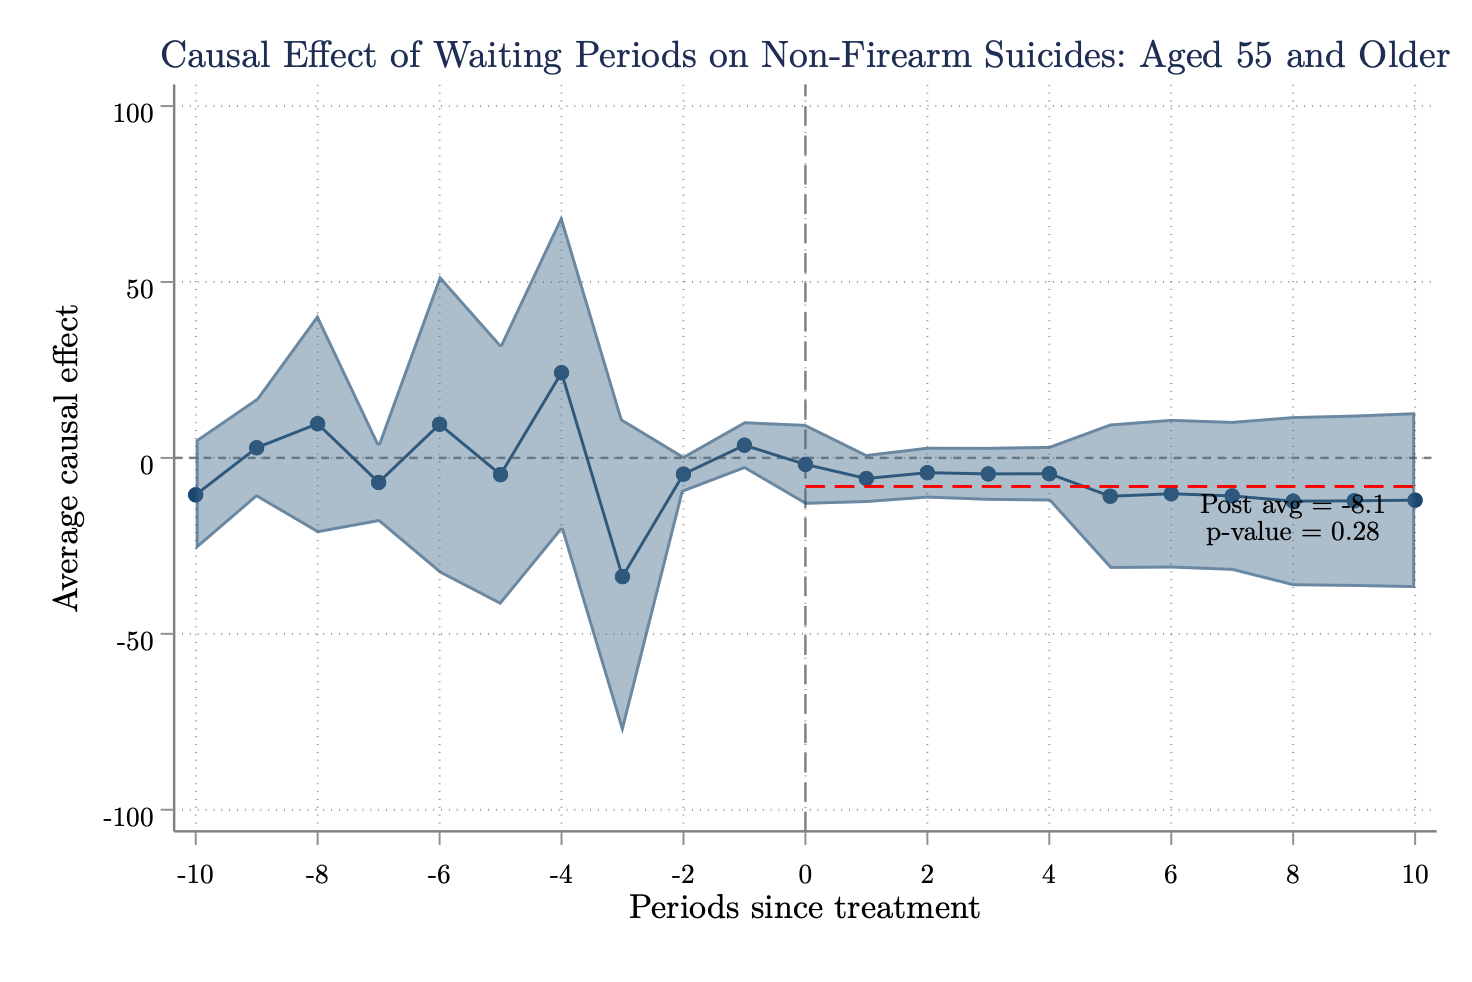 Causal Effect of Waiting Periods on Non-Firearm Suicides: Aged 55 and Older
Average causal effect
100
50
0
-50
-100
Post avg = -8.1
p-value = 0.28
-10 -8 -6 -4 -2 0 2 4 6 8 10
Periods since treatment